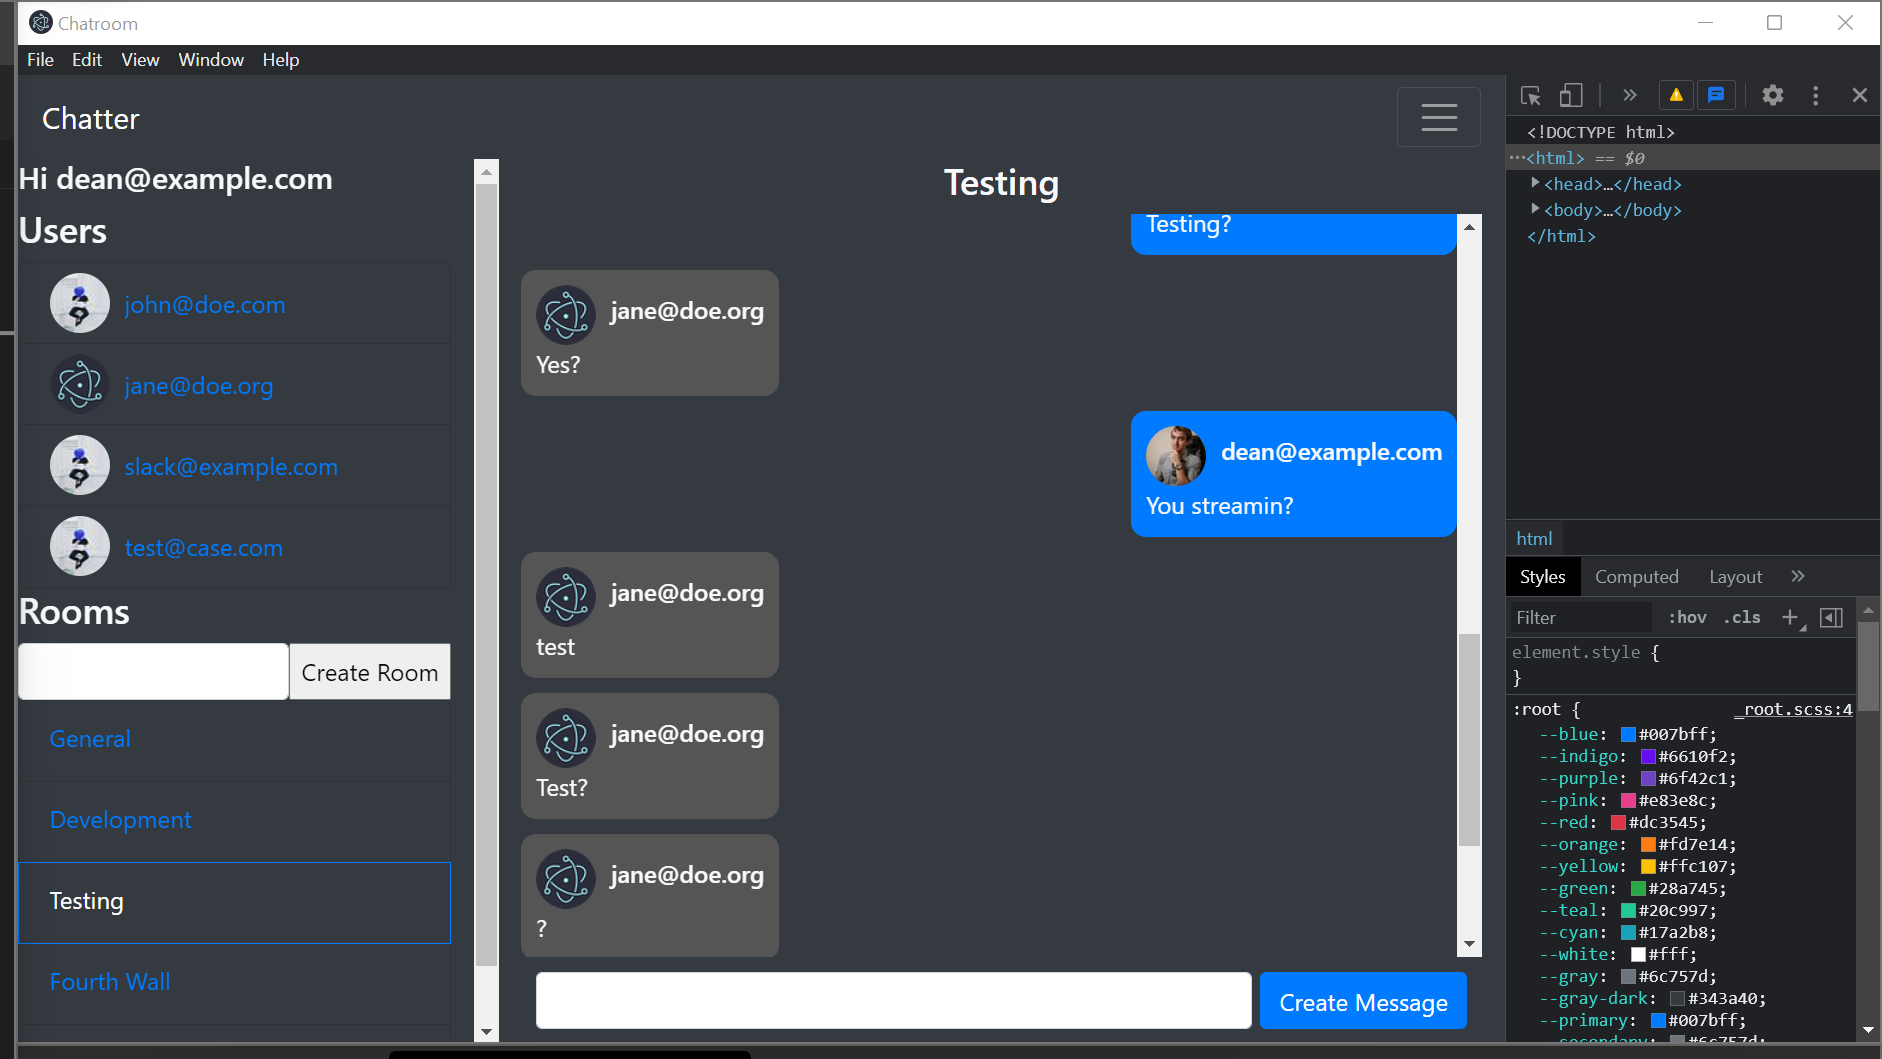 Chatroom
File Edit View Window Help
Chatter
Hi dean@example.com
Users
john@doe.com
jane@doe.org
slack@example.com
test@case.com
Rooms
Create Room
General
Development
Testing
Fourth Wall
Testing
Testing?
jane@doe.org
Yes?
dean@example.com
You streamin?
jane@doe.org
test
jane@doe.org
Test?
jane@doe.org
?
Create Message
<!DOCTYPE html>
…<html> == $0
<head>…</head>
<body>…</body>
</html>
html
Styles Computed Layout »
Filter :hov .cls +
element.style {
}
:root { _root.scss:4
--blue: #007bff;
--indigo: #6610f2;
--purple: #6f42c1;
--pink: #e83e8c;
--red: #dc3545;
--orange: #fd7e14;
--yellow: #ffc107;
--green: #28a745;
--teal: #20c997;
--cyan: #17a2b8;
--white: #fff;
--gray: #6c757d;
--gray-dark: #343a40;
--primary: #007bff;
--secondary: #6c757d;